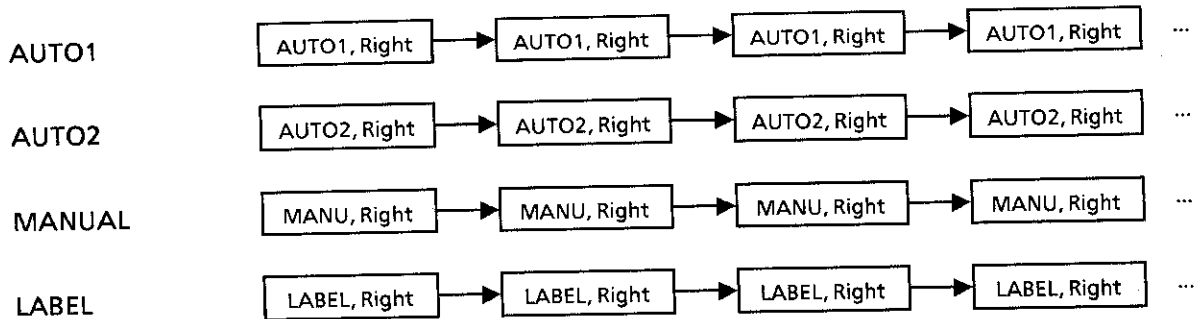 AUTO1 AUTO1, Right AUTO1, Right AUTO1, Right AUTO1, Right ...
AUTO2 AUTO2, Right AUTO2, Right AUTO2, Right AUTO2, Right ...
MANUAL MANU, Right MANU, Right MANU, Right MANU, Right ...
LABEL LABEL, Right LABEL, Right LABEL, Right LABEL, Right ...